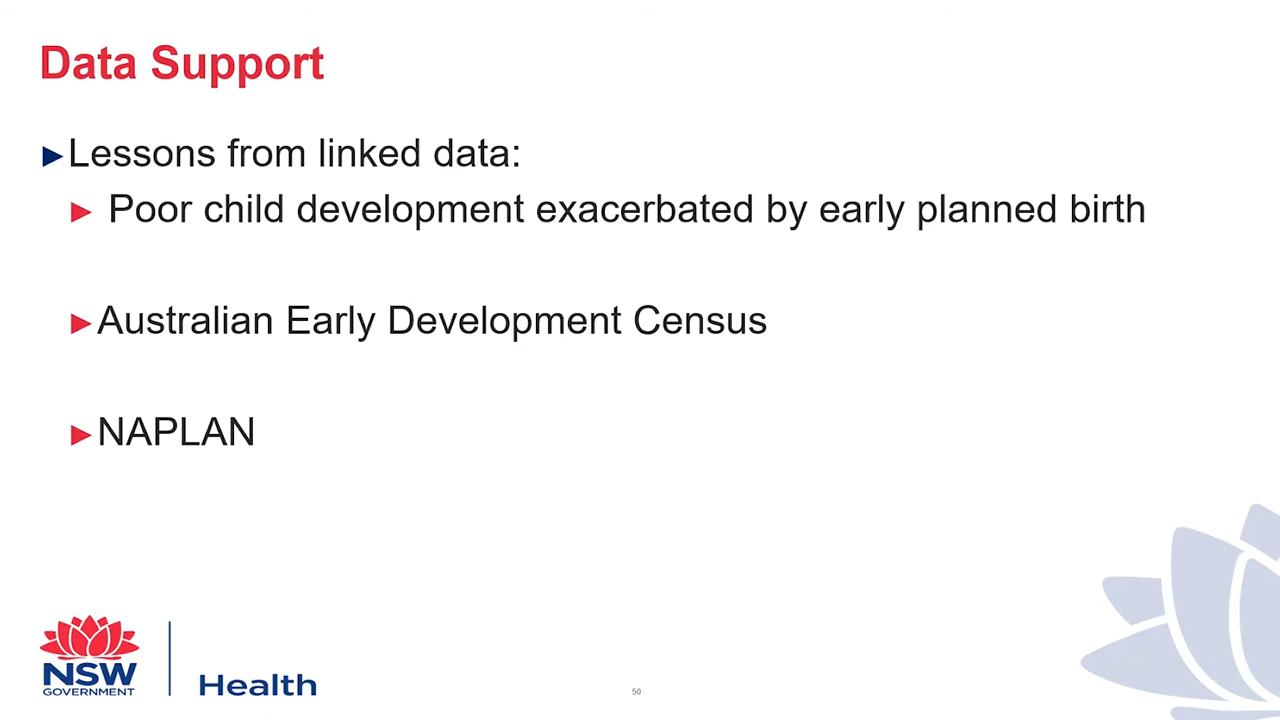 Data Support
►Lessons from linked data:
► Poor child development exacerbated by early planned birth
►Australian Early Development Census
►NAPLAN
NSW
GOVERNMENT
Health
50